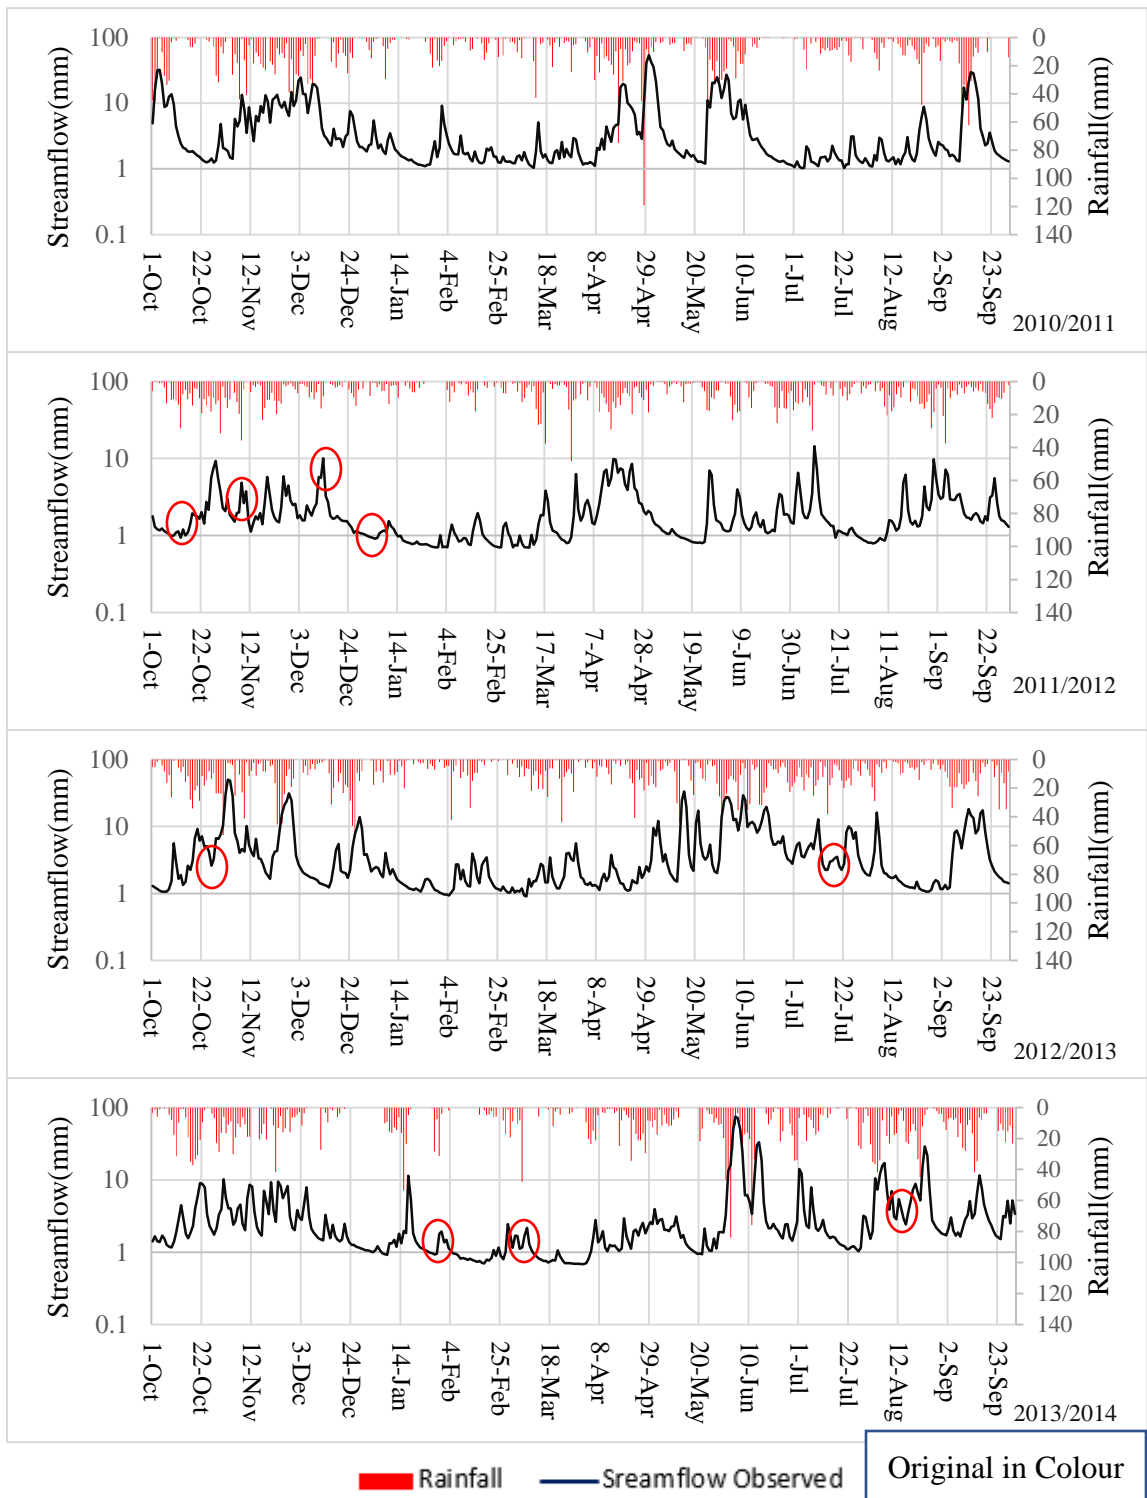 Streamflow(mm)
100
10
1
0.1
0
20
40
60
80
100
120
140
Rainfall(mm)
1-Oct
22-Oct
12-Nov
3-Dec
24-Dec
14-Jan
4-Feb
25-Feb
18-Mar
8-Apr
29-Apr
20-May
10-Jun
1-Jul
22-Jul
12-Aug
2-Sep
23-Sep
2010/2011
Streamflow(mm)
100
10
1
0.1
0
20
40
60
80
100
120
140
Rainfall(mm)
1-Oct
22-Oct
12-Nov
3-Dec
24-Dec
14-Jan
4-Feb
25-Feb
17-Mar
7-Apr
28-Apr
19-May
9-Jun
30-Jun
21-Jul
11-Aug
1-Sep
22-Sep
2011/2012
Streamflow(mm)
100
10
1
0.1
0
20
40
60
80
100
120
140
Rainfall(mm)
1-Oct
22-Oct
12-Nov
3-Dec
24-Dec
14-Jan
4-Feb
25-Feb
18-Mar
8-Apr
29-Apr
20-May
10-Jun
1-Jul
22-Jul
12-Aug
2-Sep
23-Sep
2012/2013
Streamflow(mm)
100
10
1
0.1
0
20
40
60
80
100
120
140
Rainfall(mm)
1-Oct
22-Oct
12-Nov
3-Dec
24-Dec
14-Jan
4-Feb
25-Feb
18-Mar
8-Apr
29-Apr
20-May
10-Jun
1-Jul
22-Jul
12-Aug
2-Sep
23-Sep
2013/2014
Rainfall
Sreamflow Observed
Original in Colour